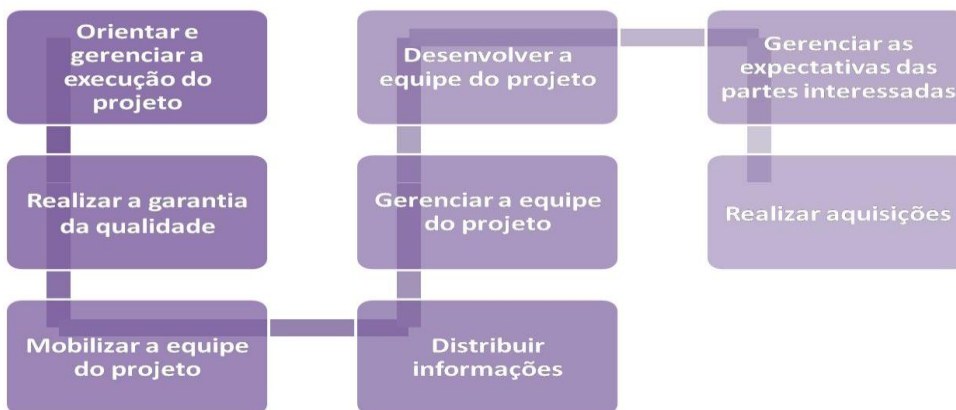 Orientar e
gerenciar a
execução do
projeto
Realizar a garantia
da qualidade
Mobilizar a equipe
do projeto
Distribuir
informações
Gerenciar a equipe
do projeto
Desenvolver a
equipe do projeto
Gerenciar as
expectativas das
partes interessadas
Realizar aquisições